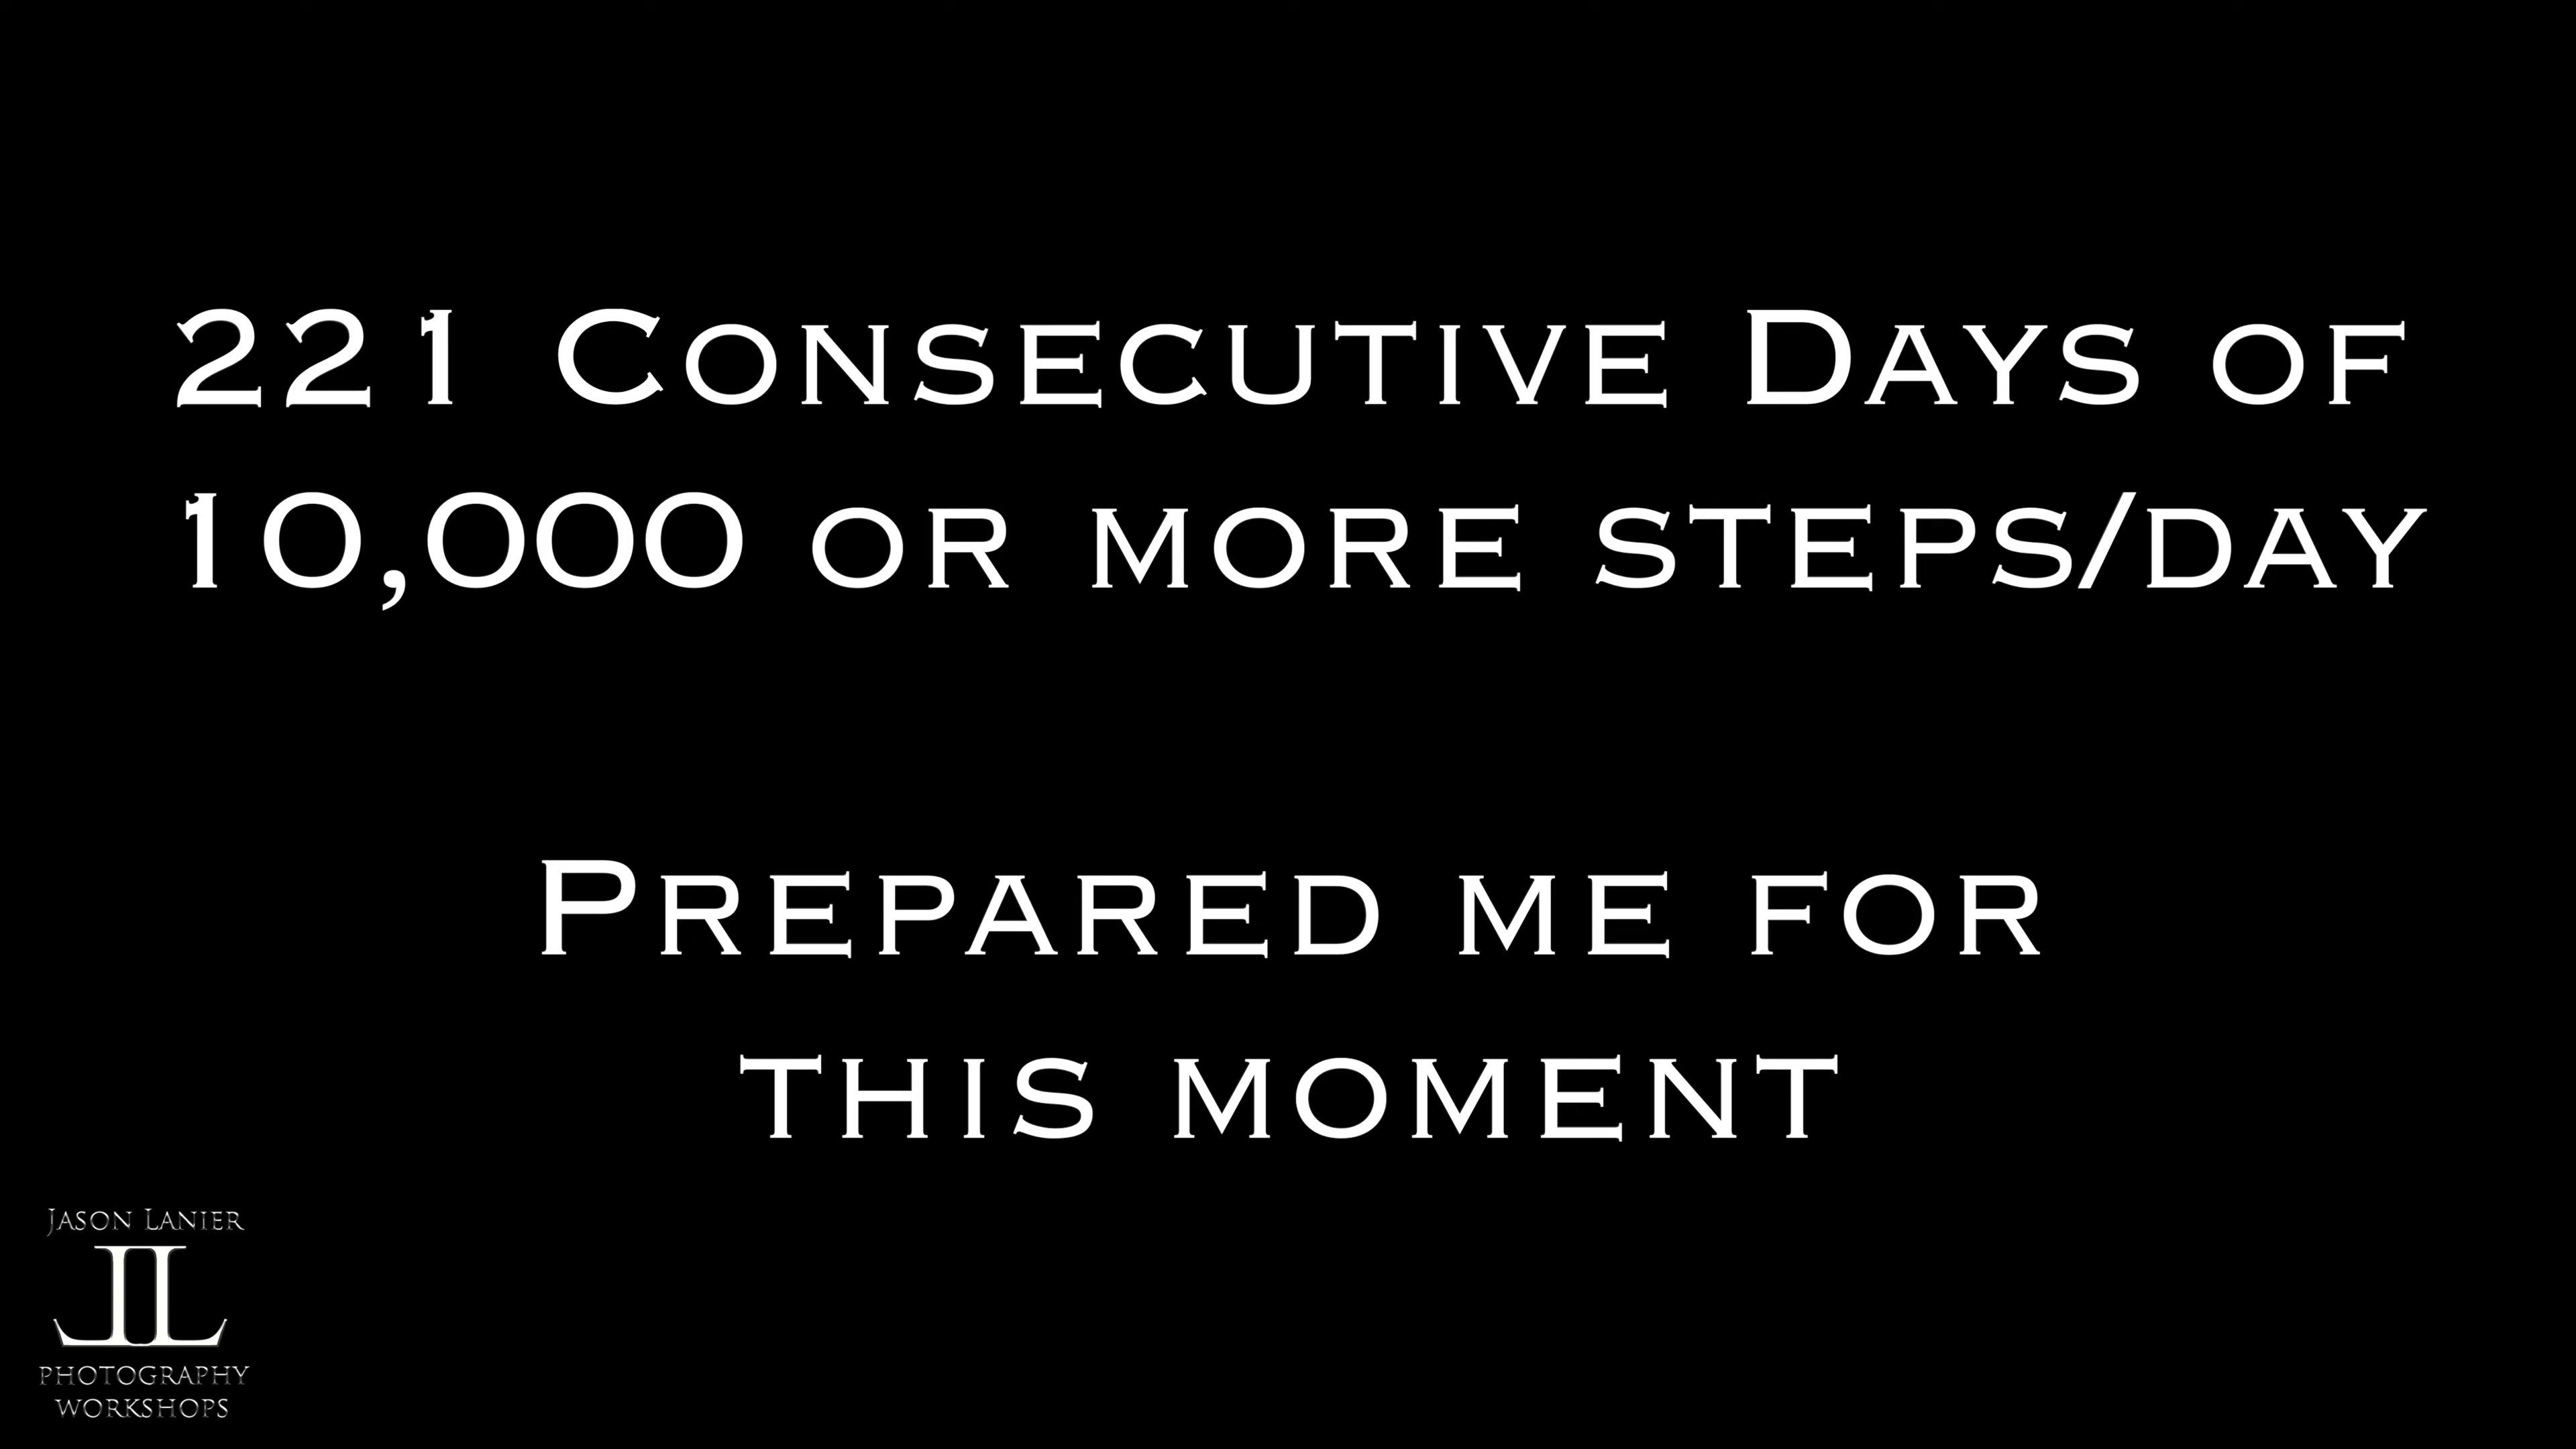 221 Consecutive Days of
10,000 or more steps/day
Prepared me for
this moment
Jason Lanier
JL
Photography
Workshops